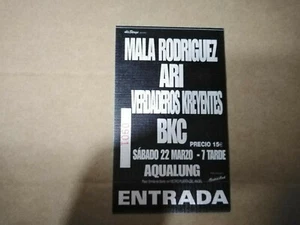 MALA RODRIGUEZ
ARI
VERDADEROS KREYENTES
BKC
PRECIO 15€
SÁBADO 22 MARZO - 7 TARDE
AQUALUNG
ENTRADA